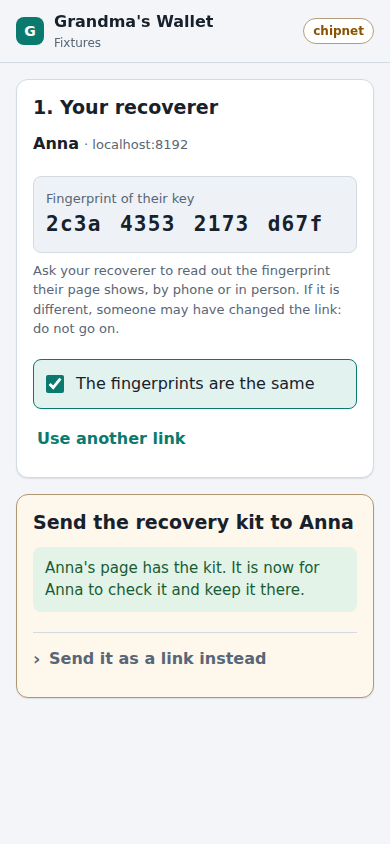 G
Grandma's Wallet
Fixtures
chipnet
1. Your recoverer
Anna · localhost:8192
Fingerprint of their key
2c3a 4353 2173 d67f
Ask your recoverer to read out the fingerprint
their page shows, by phone or in person. If it is
different, someone may have changed the link:
do not go on.
The fingerprints are the same
Use another link
Send the recovery kit to Anna
Anna's page has the kit. It is now for
Anna to check it and keep it there.
› Send it as a link instead